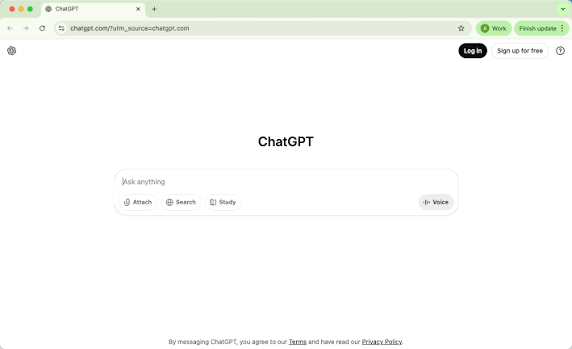 ChatGPT
chatgpt.com/?utm_source=chatgpt.com
A Work
Finish update
Log in
Sign up for free
ChatGPT
Ask anything
Attach
Search
Study
Voice
By messaging ChatGPT, you agree to our Terms and have read our Privacy Policy.